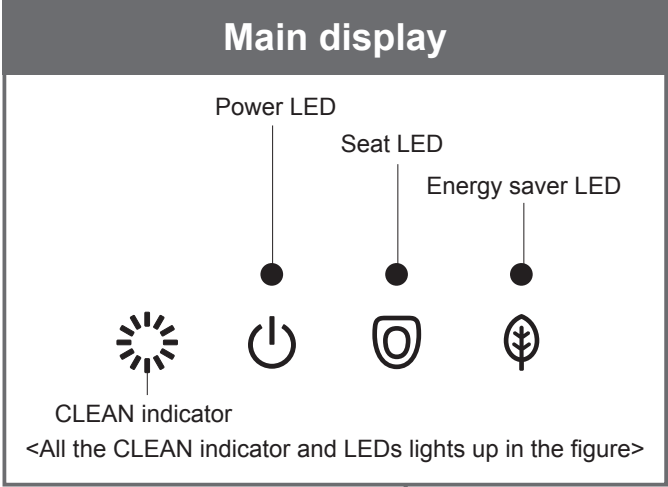 Main display
Power LED
Seat LED
Energy saver LED
CLEAN indicator
<All the CLEAN indicator and LEDs lights up in the figure>